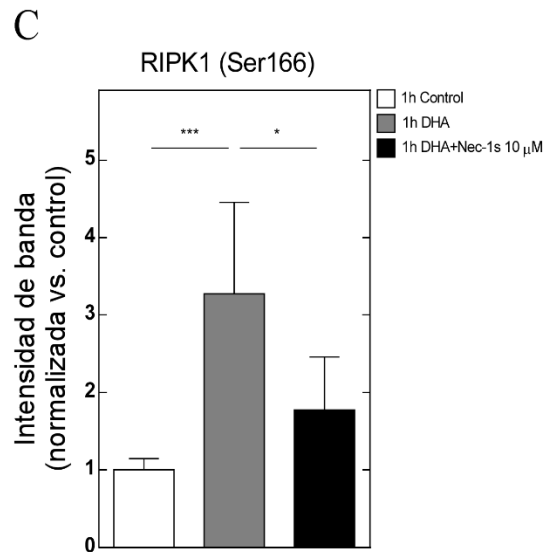 C
RIPK1 (Ser166)
1h Control
1h DHA
1h DHA+Nec-1s 10 μM
*** *
5
4
3
2
1
0
Intensidad de banda
(normalizada vs. control)